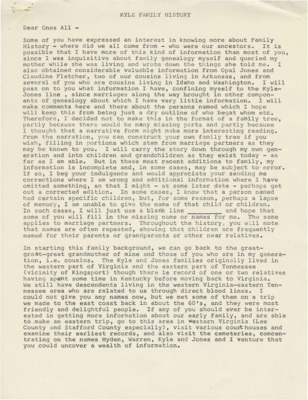 KYLE FAMILY HISTORY
Dear Ones All -
Some of you have expressed an interest in knowing more about Family
History - where did we all come from - who were our ancestors. It is
possible that I have more of this kind of information than most of you,
since I was inquisitive about family genealogy myself and queried my
mother while she was living and wrote down the things she told me. I
also obtained considerable valuable information from Opal Jones and
Claudine Fletcher, two of our cousins living in Arkansas, and from
several of you who are cousins living in Idaho and Washington. I will
pass on to you what information I have, confining myself to the Kyle-
Jones line, since marriages along the way brought in other compon-
ents of genealogy about which I have very little information. I will
make comments here and there about the persons named which I hope
will keep this from being just a dry outline of who begat whom etc.
Therefore, I decided not to make this in the format of a family tree,
partly because there would be many missing parts and partly because
I thought that a narrative form might make more interesting reading.
From the narration, you can construct your own family trees if you
wish, filling in portions which stem from marriage partners as they
may be known to you. I will carry the story down through my own gen-
eration and into children and grandchildren as they exist today - as
far as I am able. But in these most recent additions to family, my
information is incomplete and, sometimes, may be subject to error.
If so, I beg your indulgence and would appreciate your sending me
corrections where I am wrong and additional information where I have
omitted something, so that I might - at some later date - perhaps get
out a corrected edition. In some cases, I know that a person named
had certain specific children, but, for some reason, perhaps a lapse
of memory, I am unable to give the name of that child or children.
In such cases, I will just use a blank line and hope that
some of you will fill in the missing name or names for me. The same
applies to marriage partners. Throughout the history, you will note
that names are often repeated, showing that children are frequently
named for their parents or grandparents or other near relatives.
In starting this family background, we can go back to the great-
great-great grandmother of mine and those of you who are in my genera-
tion, i.e. cousins. The Kyle and Jones families originally lived in
the western part of Virginia and the eastern part of Tennessee
(vicinity of Kingsport) though there is record of one or two relatives
having spent some time in Kentucky before moving back to Virginia.
We still have descendants living in the western Virginia-eastern Ten-
nessee area who are related to us through direct blood lines. I
could not give you any names now, but we met some of them on a trip
we made to the east coast back in about the 60's, and they were most
friendly and delightful people. If any of you should ever be inter-
ested in getting more information about our early family, and are able
to make an eastern trip, go to this area in western Virginia (Lee
County and Stafford County especially), visit various courthouses and
examine their earliest records, and also visit the cemeteries, concen-
trating on the names Hyden, Warren, Kyle and Jones and I venture that
you could uncover a wealth of information.